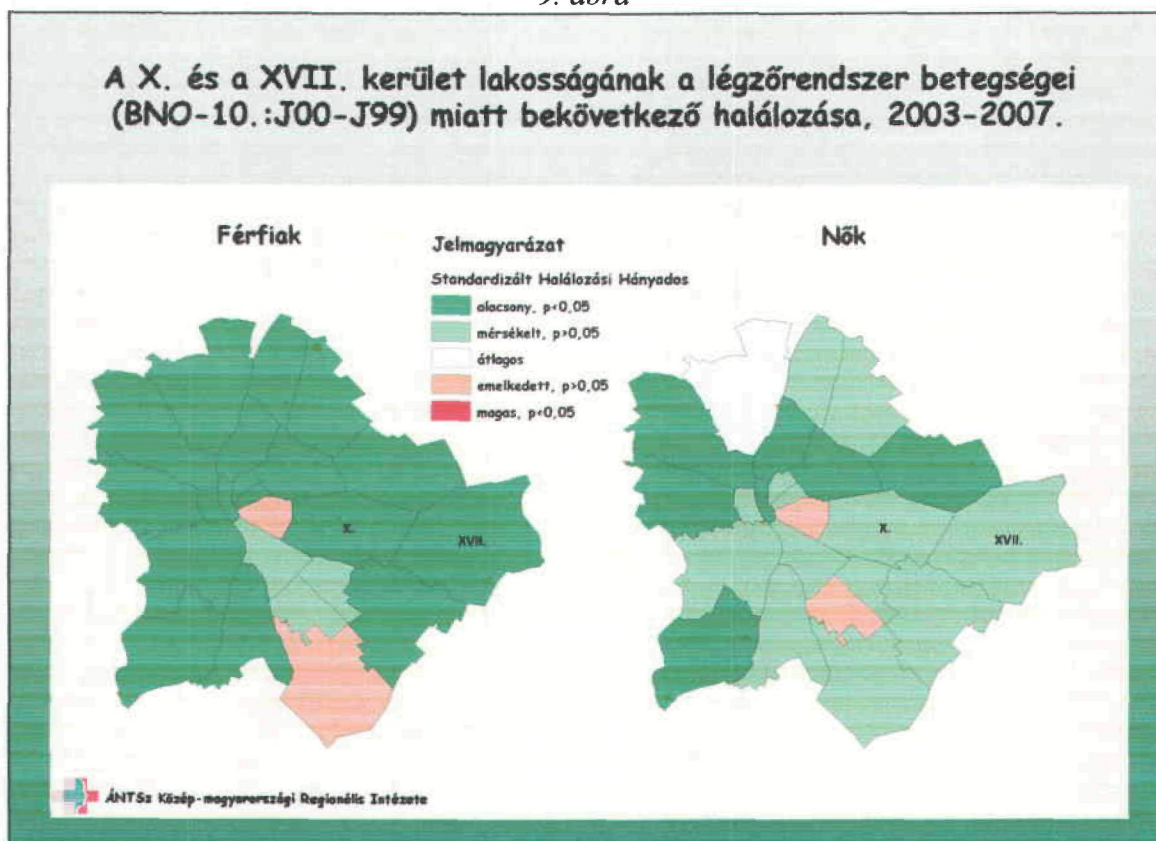 9. ábra
A X. és a XVII. kerület lakosságának a légzőrendszer betegségei
(BNO-10.:J00-J99) miatt bekövetkező halálozása, 2003-2007.
Férfiak
Jelmagyarázat
Standardizált Halálozási Hányados
alacsony, p<0,05
mérsékelt, p>0,05
átlagos
emelkedett, p>0,05
magas, p<0,05
Nők
X.
XVII.
X.
XVII.
ÁNTSz Közép-magyarországi Regionális Intézete